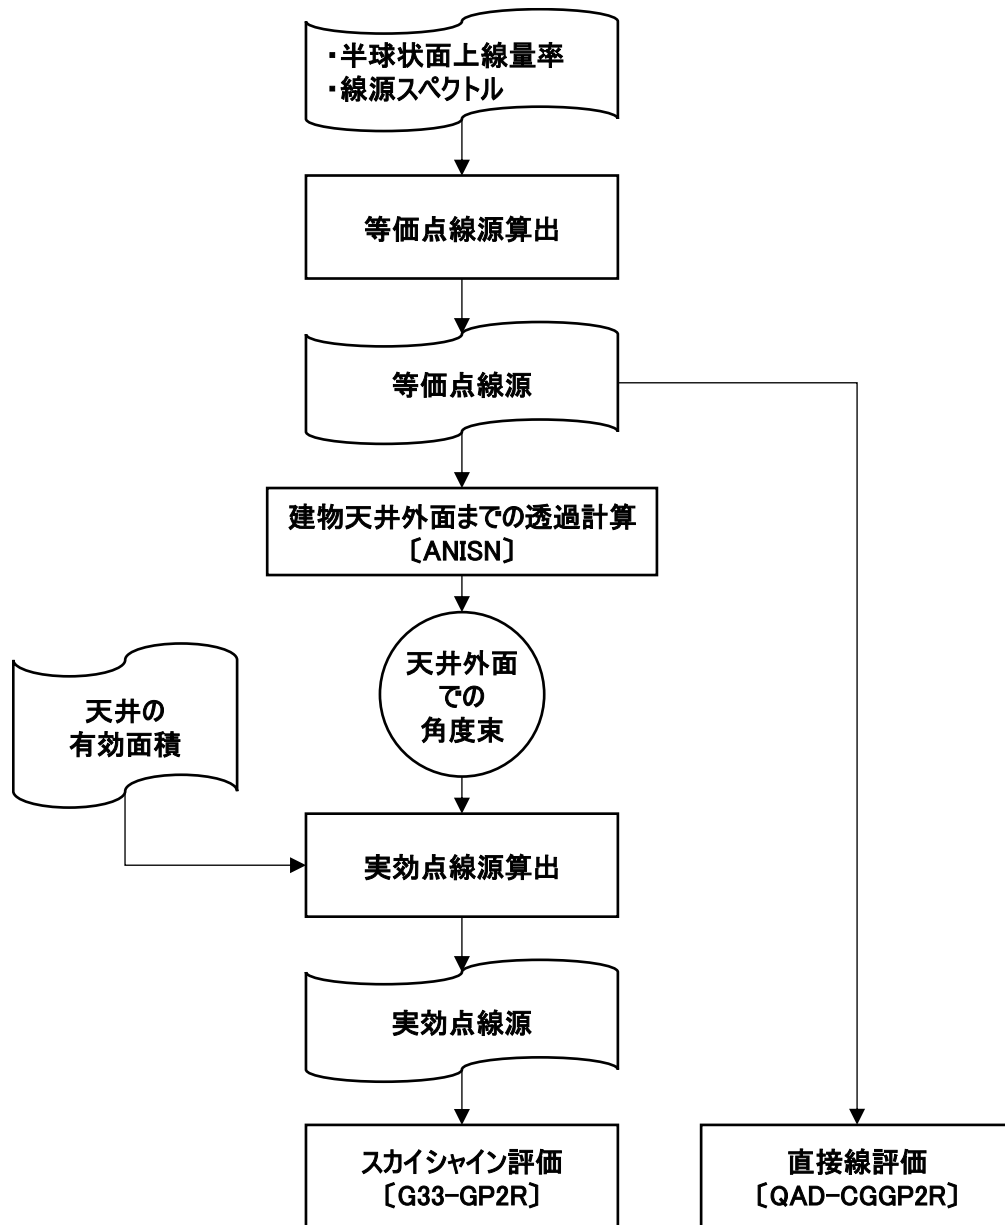 ・半球状面上線量率
・線源スペクトル
等価点線源算出
等価点線源
建物天井外面までの透過計算
〔ANISN〕
天井外面
での
角度束
天井の
有効面積
実効点線源算出
実効点線源
スカイシャイン評価
〔G33-GP2R〕
直接線評価
〔QAD-CGGP2R〕